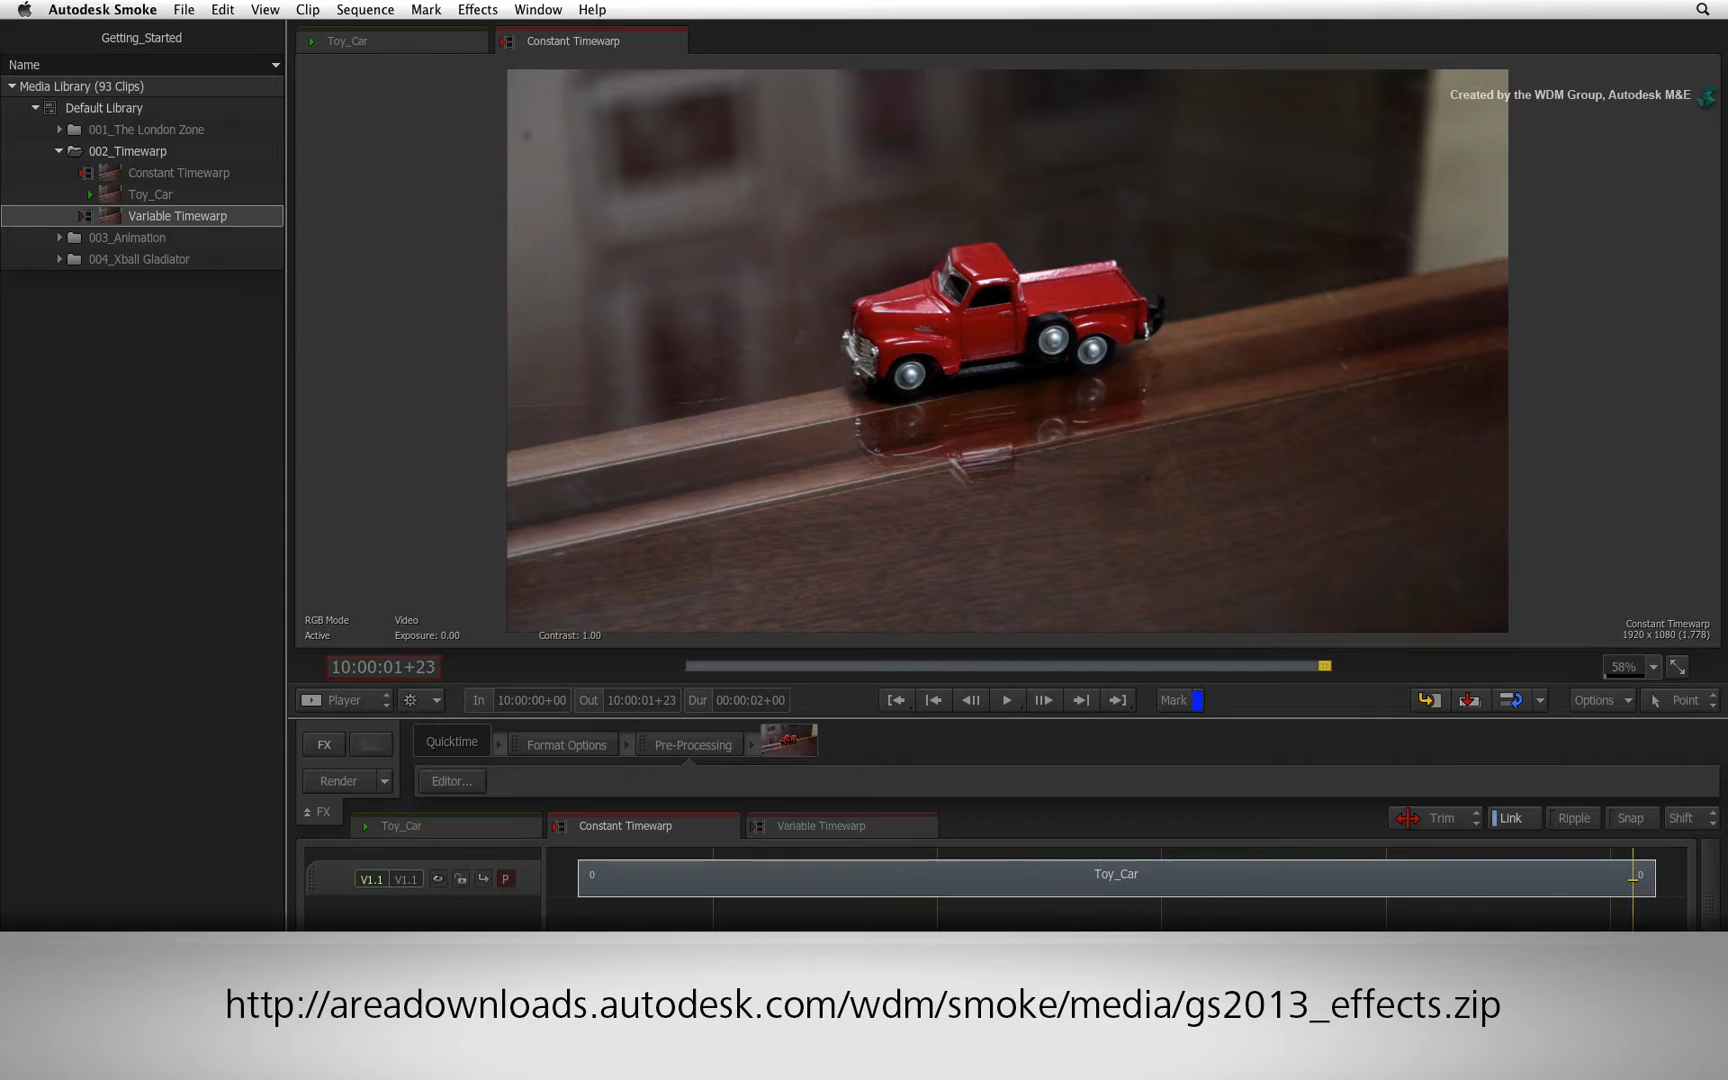 Autodesk Smoke File Edit View Clip Sequence Mark Effects Window Help
Getting_Started
Toy_Car
Constant Timewarp
Name
Media Library (93 Clips)
Default Library
001_The London Zone
002_Timewarp
Constant Timewarp
Toy_Car
Variable Timewarp
003_Animation
004_Xball Gladiator
Created by the WDM Group, Autodesk M&E
RGB Mode
Active
Video
Exposure: 0.00
Contrast: 1.00
Constant Timewarp
1920 x 1080 (1.778)
10:00:01+23
58%
Player
In 10:00:00+00 Out 10:00:01+23 Dur 00:00:02+00
Mark
Options
Point
FX
Quicktime
Format Options
Pre-Processing
Render
Editor...
FX
Toy_Car
Constant Timewarp
Variable Timewarp
Trim
Link
Ripple
Snap
Shift
V1.1 V1.1
P
0
Toy_Car
0
http://areadownloads.autodesk.com/wdm/smoke/media/gs2013_effects.zip